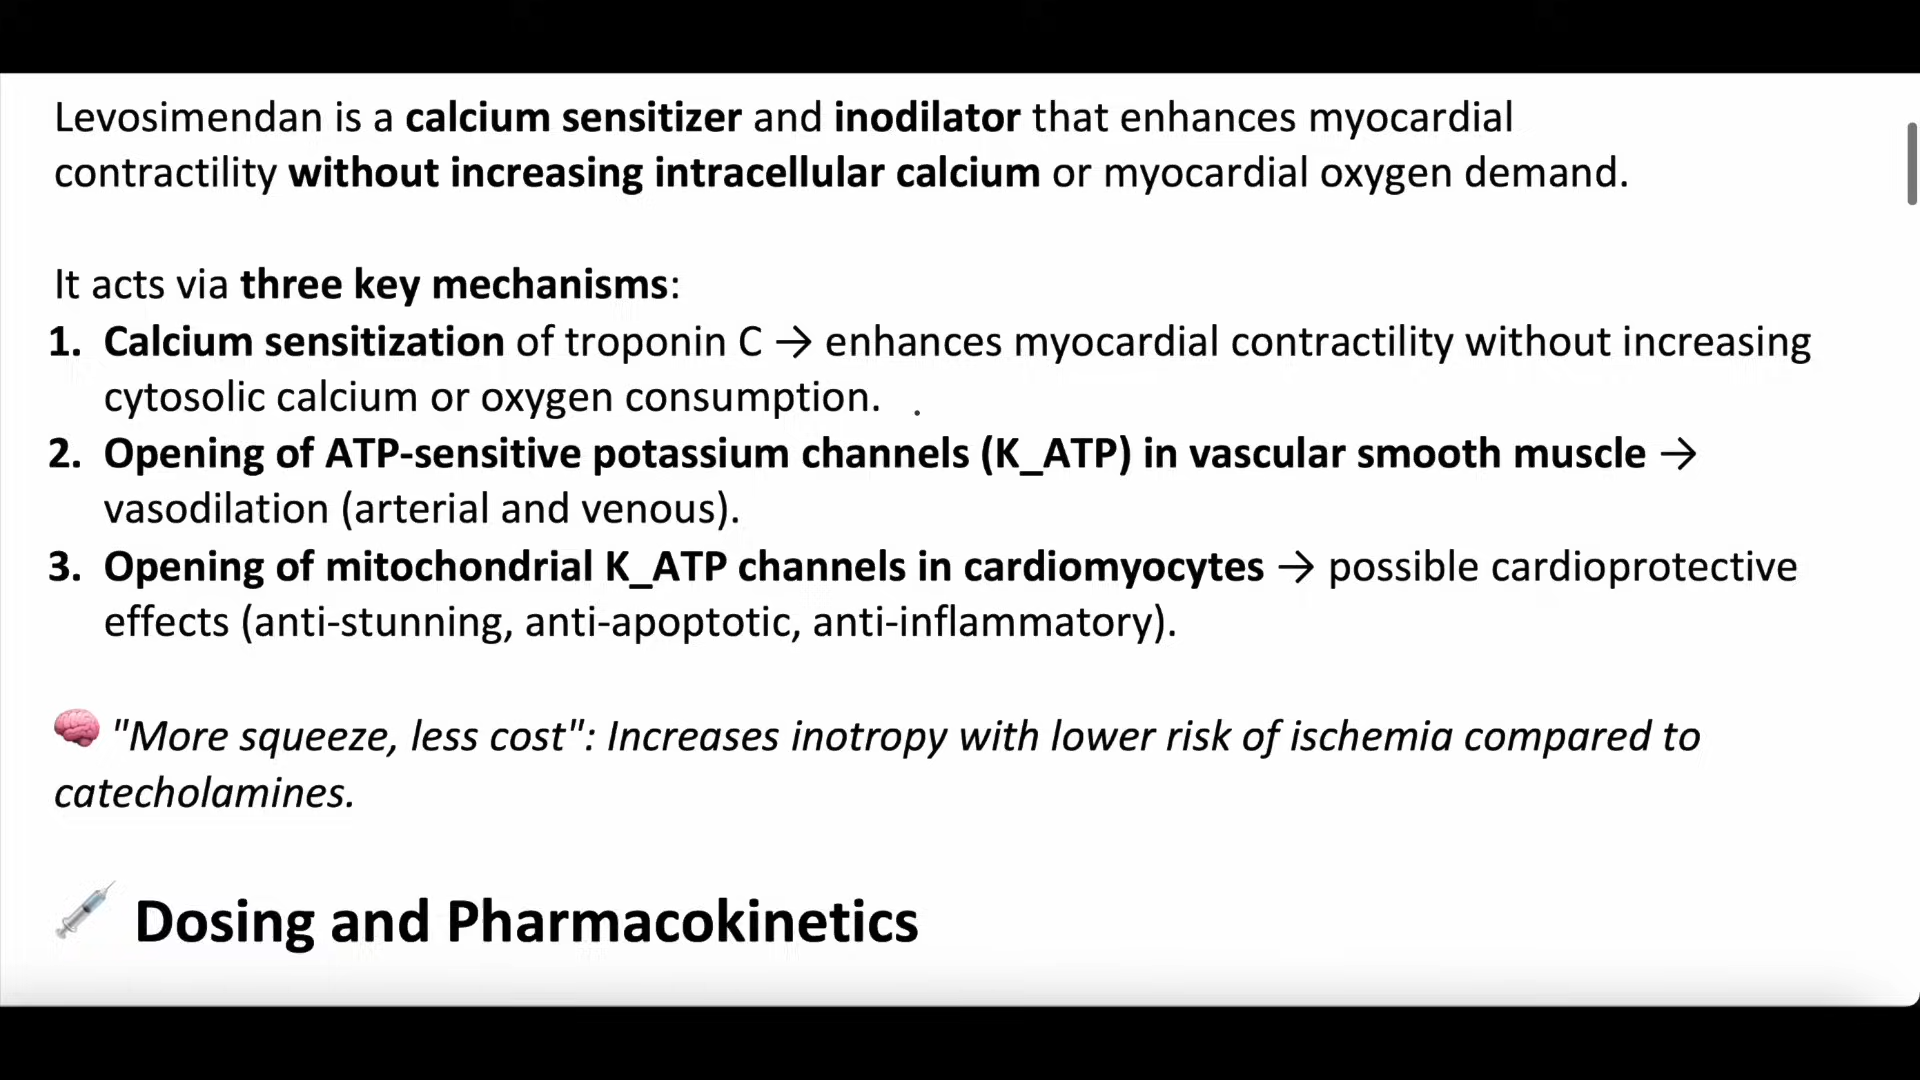 Levosimendan is a calcium sensitizer and inodilator that enhances myocardial
contractility without increasing intracellular calcium or myocardial oxygen demand.
It acts via three key mechanisms:
1. Calcium sensitization of troponin C → enhances myocardial contractility without increasing
cytosolic calcium or oxygen consumption.
2. Opening of ATP-sensitive potassium channels (K_ATP) in vascular smooth muscle →
vasodilation (arterial and venous).
3. Opening of mitochondrial K_ATP channels in cardiomyocytes → possible cardioprotective
effects (anti-stunning, anti-apoptotic, anti-inflammatory).
🧠 "More squeeze, less cost": Increases inotropy with lower risk of ischemia compared to
catecholamines.
💉 Dosing and Pharmacokinetics